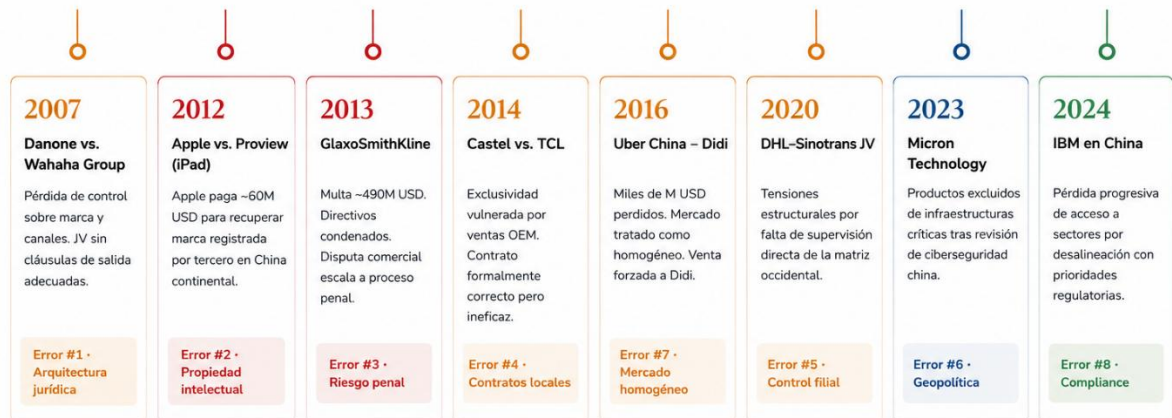 2007
Danone vs.
Wahaha Group
Pérdida de control
sobre marca y
canales. JV sin
cláusulas de salida
adecuadas.
Error #1 ·
Arquitectura
jurídica
2012
Apple vs. Proview
(iPad)
Apple paga ~60M
USD para recuperar
marca registrada
por tercero en China
continental.
Error #2 ·
Propiedad
intelectual
2013
GlaxoSmithKline
Multa ~490M USD.
Directivos
condenados.
Disputa comercial
escala a proceso
penal.
Error #3 ·
Riesgo penal
2014
Castel vs. TCL
Exclusividad
vulnerada por
ventas OEM.
Contrato
formalmente
correcto pero
ineficaz.
Error #4 ·
Contratos locales
2016
Uber China – Didi
Miles de M USD
perdidos. Mercado
tratado como
homogéneo. Venta
forzada a Didi.
Error #7 ·
Mercado
homogéneo
2020
DHL–Sinotrans JV
Tensiones
estructurales por
falta de supervisión
directa de la matriz
occidental.
Error #5 ·
Control filial
2023
Micron
Technology
Productos excluidos
de infraestructuras
críticas tras revisión
de ciberseguridad
china.
Error #6 ·
Geopolítica
2024
IBM en China
Pérdida progresiva
de acceso a
sectores por
desalineación con
prioridades
regulatorias.
Error #8 ·
Compliance